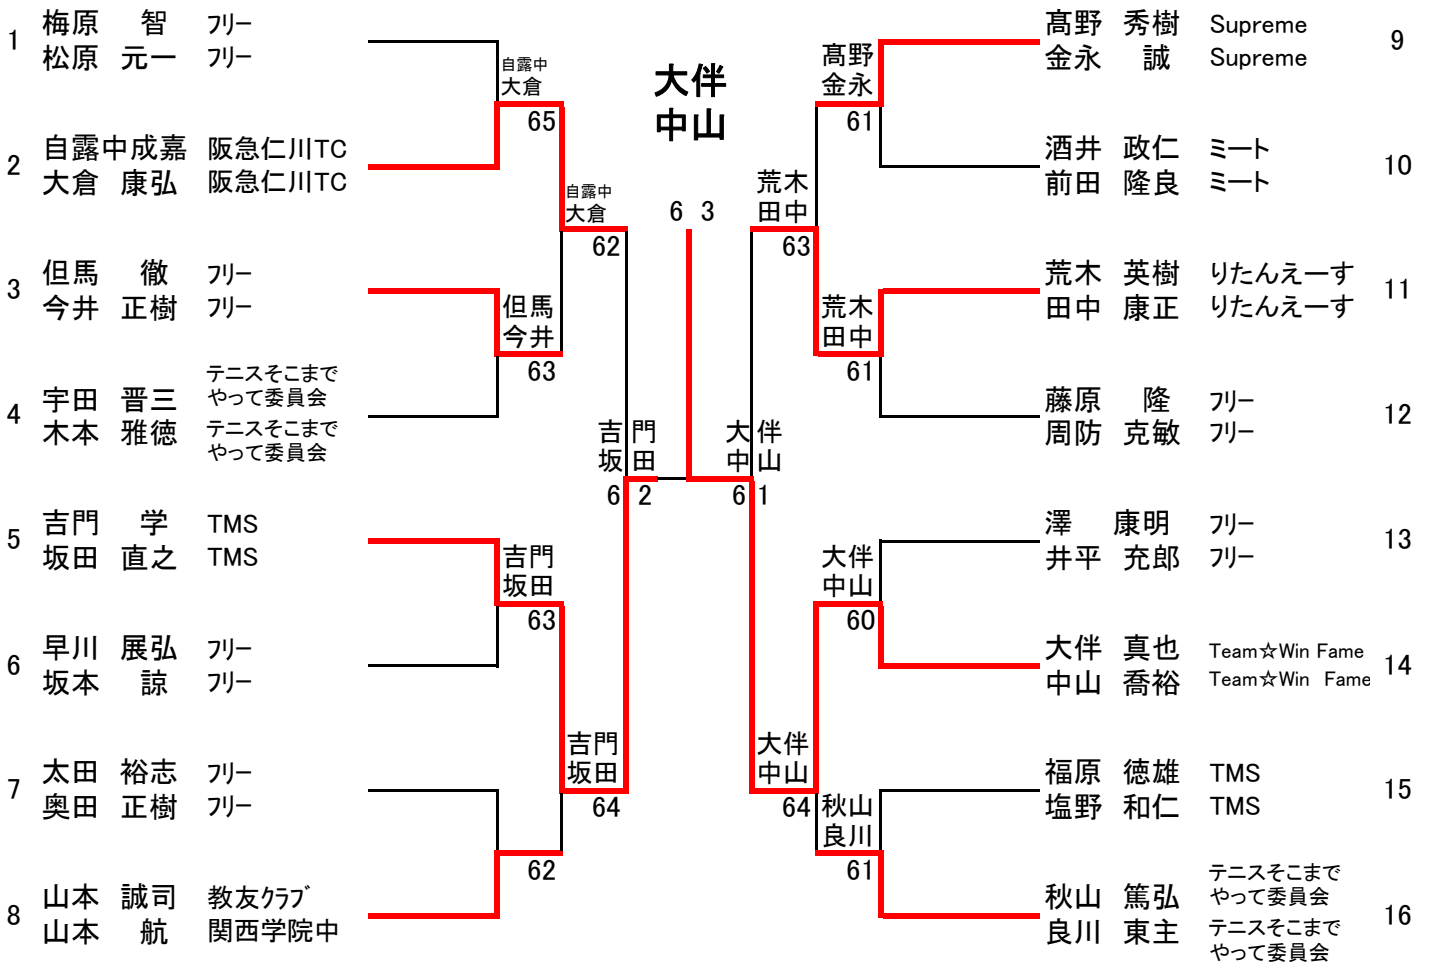 1 梅原 智 フリー
松原 元一 フリー
2 自露中成嘉 阪急仁川TC
大倉 康弘 阪急仁川TC
3 但馬 徹 フリー
今井 正樹 フリー
4 宇田 晋三 テニスそこまで
やって委員会
木本 雅徳 テニスそこまで
やって委員会
5 吉門 学 TMS
坂田 直之 TMS
6 早川 展弘 フリー
坂本 諒 フリー
7 太田 裕志 フリー
奥田 正樹 フリー
8 山本 誠司 教友クラブ
山本 航 関西学院中
自露中
大倉
65
但馬
今井
63
吉門
坂田
63
62
自露中
大倉
62
吉門
坂田
64
吉門
坂田
6 2
大伴
中山
6 3
大伴
中山
6 1
荒木
田中
63
大伴
中山
64
髙野
金永
61
荒木
田中
61
大伴
中山
60
秋山
良川
61
髙野 秀樹 Supreme 9
金永 誠 Supreme
酒井 政仁 ミート 10
前田 隆良 ミート
荒木 英樹 りたんえーす 11
田中 康正 りたんえーす
藤原 隆 フリー 12
周防 克敏 フリー
澤 康明 フリー 13
井平 充郎 フリー
大伴 真也 Team☆Win Fame 14
中山 喬裕 Team☆Win Fame
福原 徳雄 TMS 15
塩野 和仁 TMS
秋山 篤弘 テニスそこまで
やって委員会 16
良川 東主 テニスそこまで
やって委員会